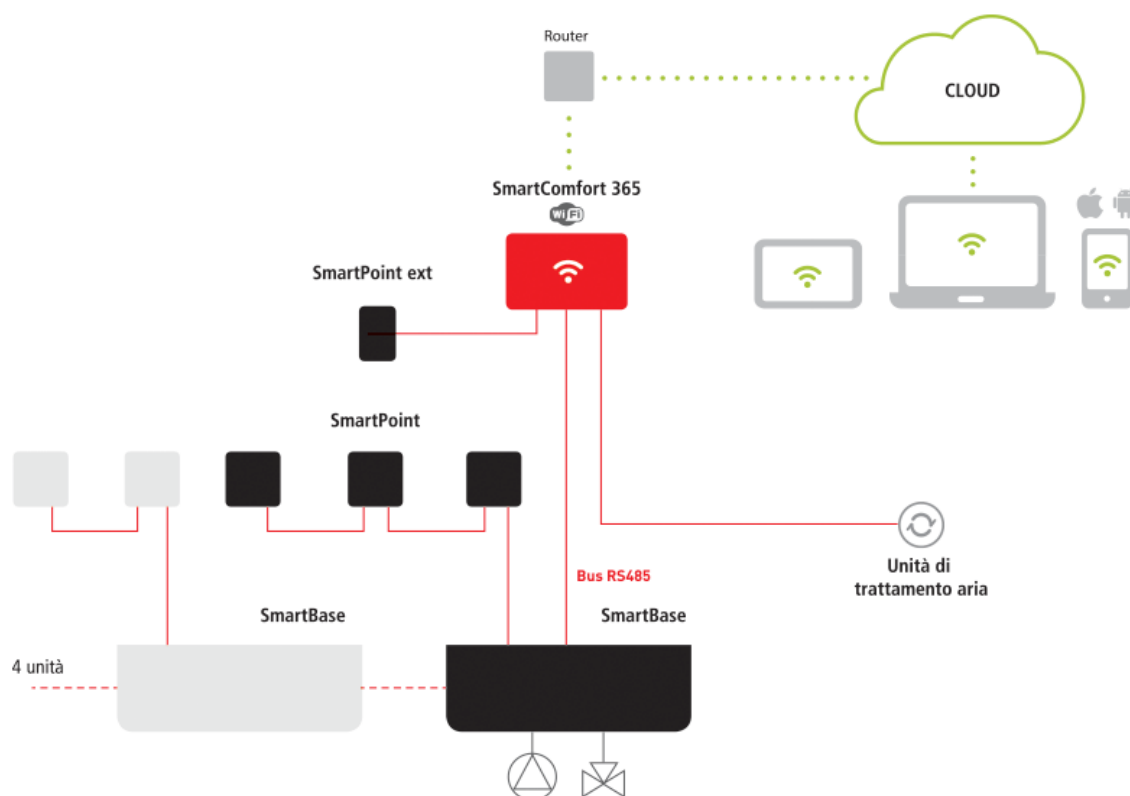 Router
CLOUD
SmartComfort 365
WiFi
SmartPoint ext
SmartPoint
Bus RS485
Unità di
trattamento aria
SmartBase
SmartBase
4 unità